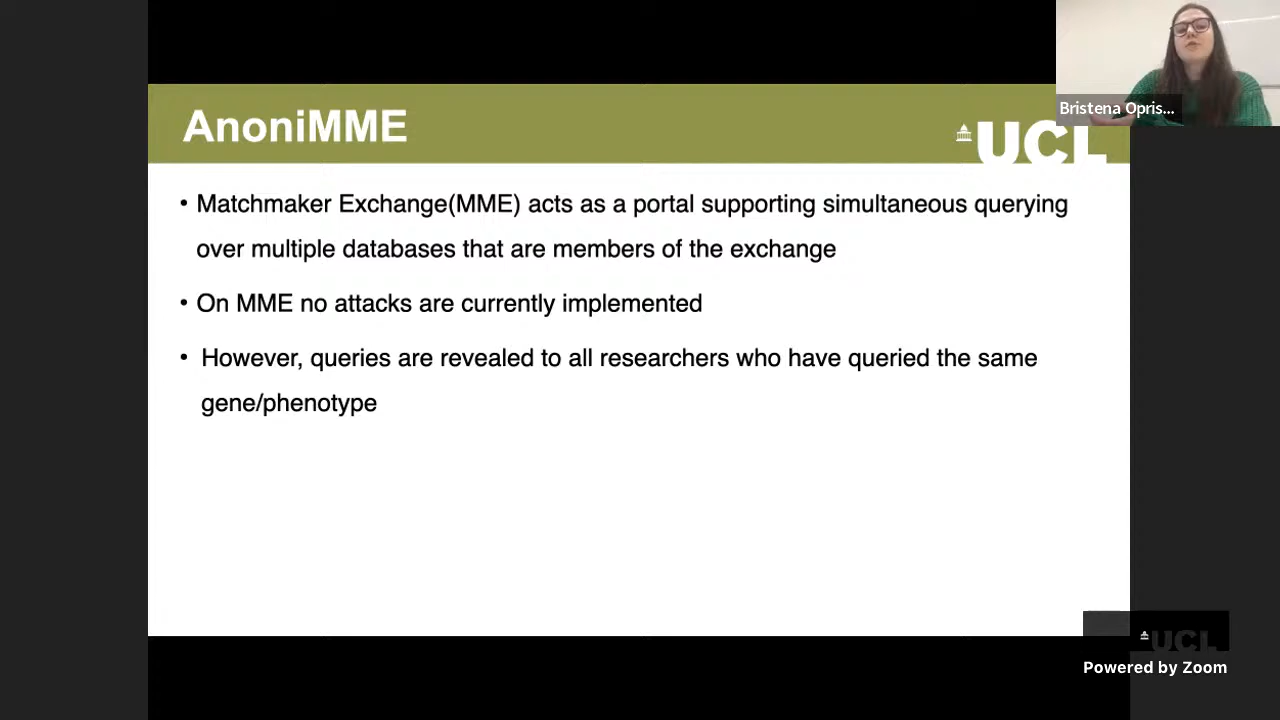 AnoniMME
UCL
Bristena Opris...
• Matchmaker Exchange(MME) acts as a portal supporting simultaneous querying
over multiple databases that are members of the exchange
• On MME no attacks are currently implemented
• However, queries are revealed to all researchers who have queried the same
gene/phenotype
UCL
Powered by Zoom